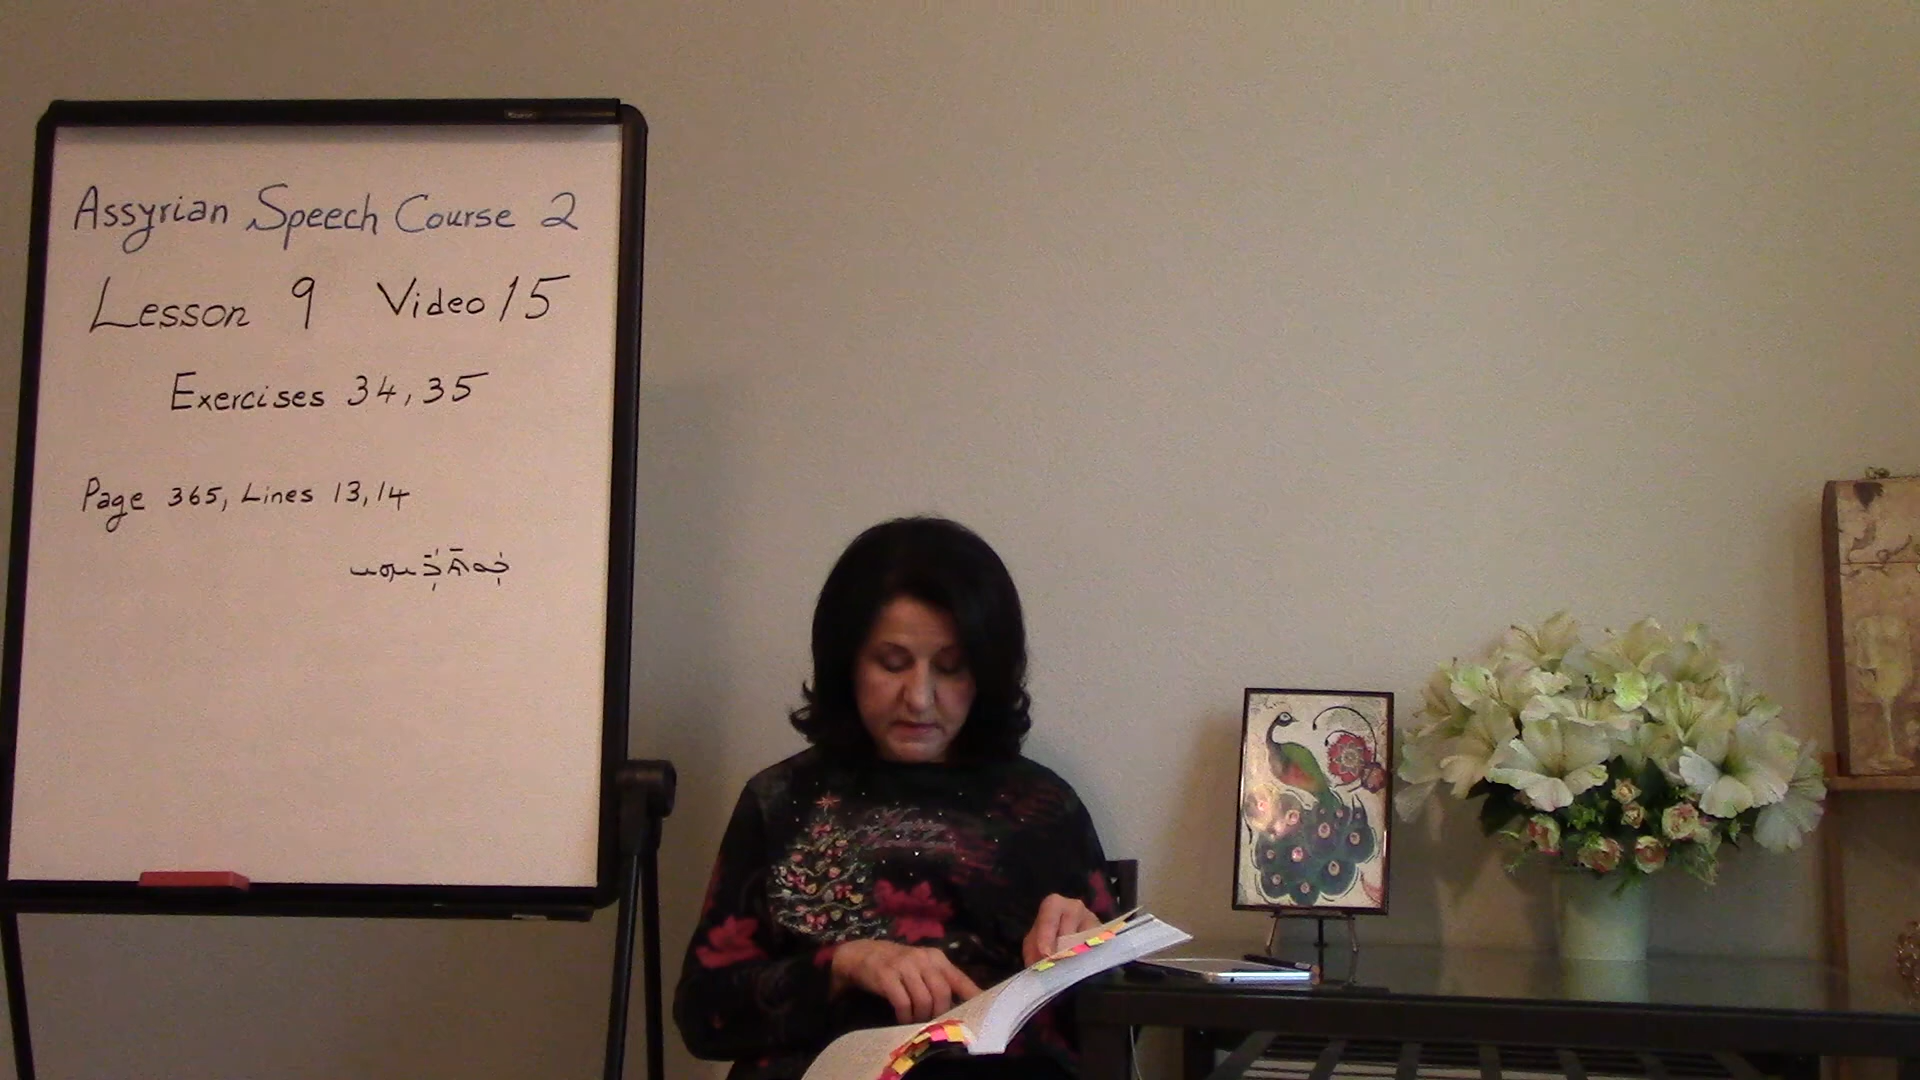 Assyrian Speech Course 2
Lesson 9 Video 15
Exercises 34, 35
Page 365, Lines 13, 14